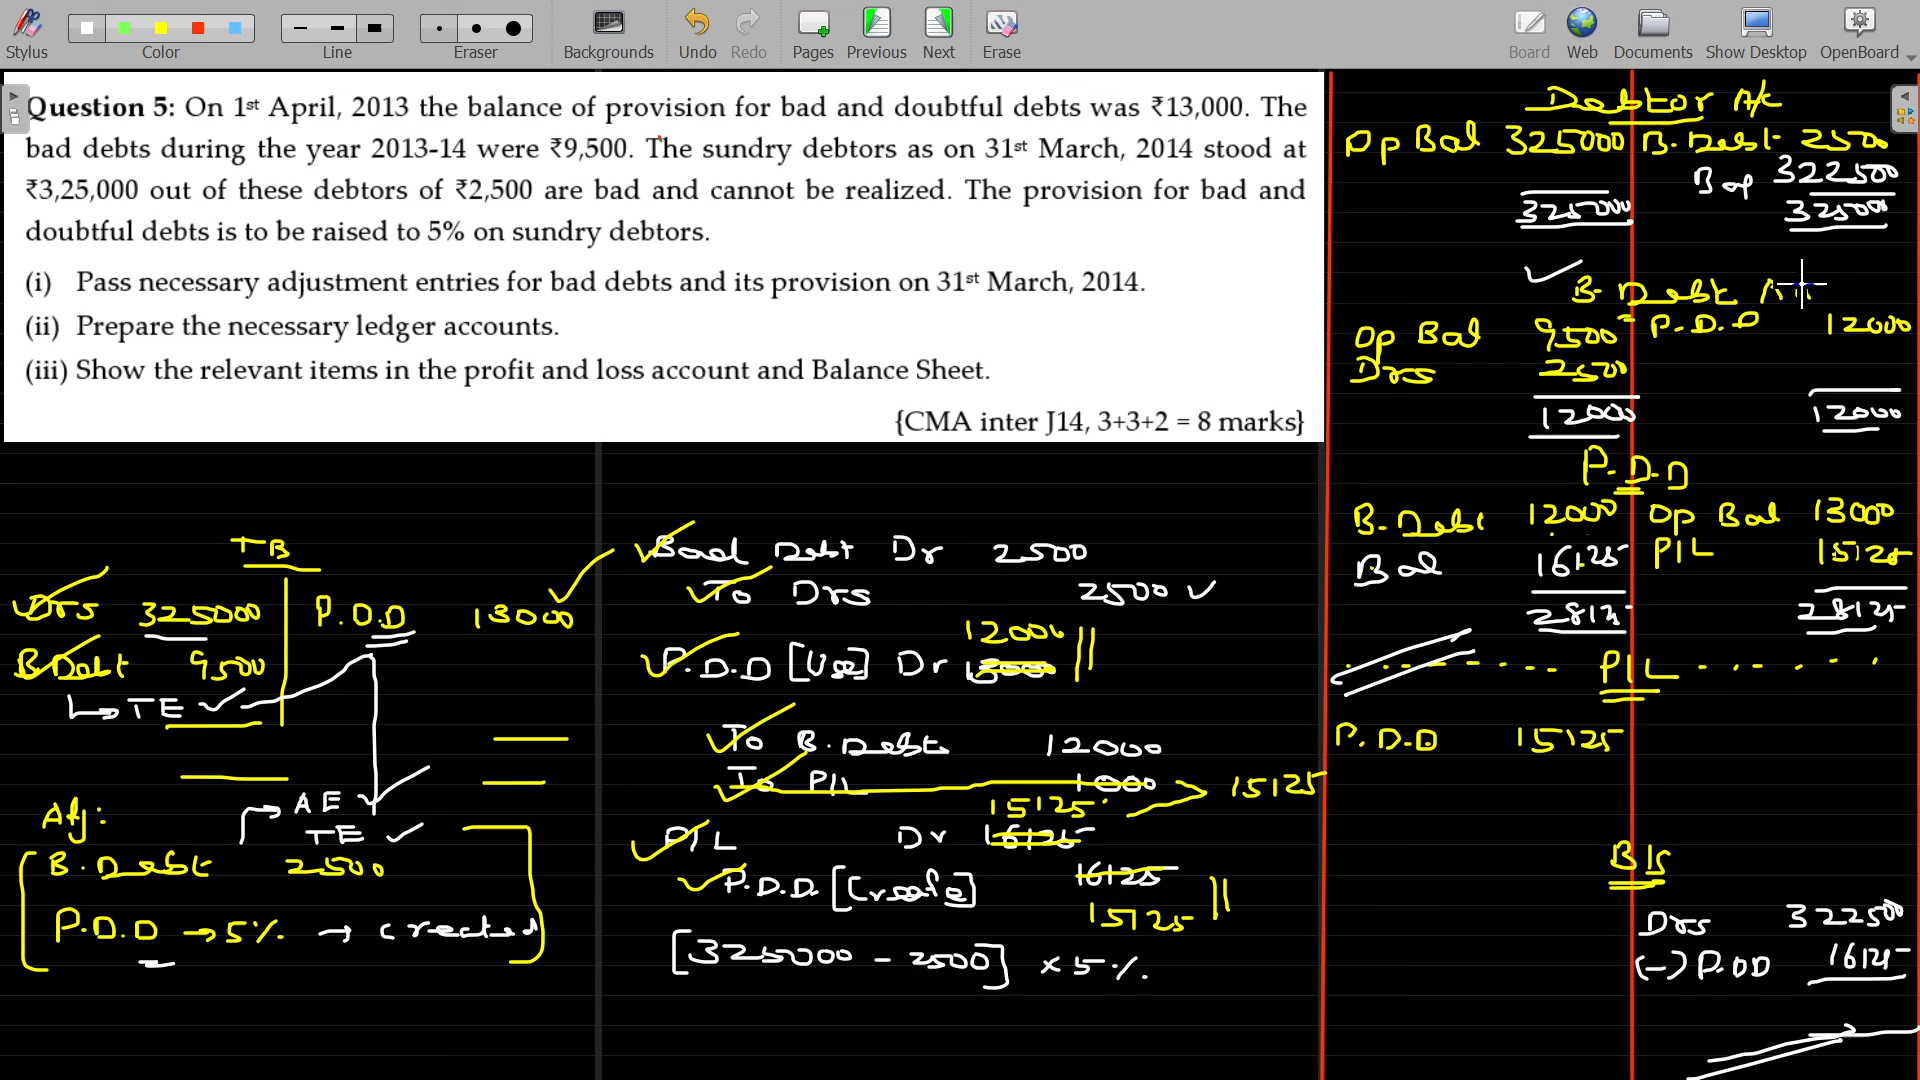 Stylus
Color
Line
Eraser
Backgrounds
Undo
Redo
Pages
Previous
Next
Erase
Board
Web
Documents
Show Desktop
OpenBoard
Question 5: On 1st April, 2013 the balance of provision for bad and doubtful debts was ₹13,000. The
bad debts during the year 2013-14 were ₹9,500. The sundry debtors as on 31st March, 2014 stood at
₹3,25,000 out of these debtors of ₹2,500 are bad and cannot be realized. The provision for bad and
doubtful debts is to be raised to 5% on sundry debtors.
(i) Pass necessary adjustment entries for bad debts and its provision on 31st March, 2014.
(ii) Prepare the necessary ledger accounts.
(iii) Show the relevant items in the profit and loss account and Balance Sheet.
{CMA inter J14, 3+3+2 = 8 marks}
TB
Drs 325000 P.D.D 13000
B.Debt 9500
↳ TE
AE
TE
Adj:
B.Debt 2500
P.D.D → 5% → created
Bad Debt Dr 2500
To Drs 2500
12000
P.D.D [Use] Dr 13000
To B.Debt 12000
To P/L 1000
15125
15125
P/L Dr 16125
P.D.D. [Create] 16125
15125
[325000 - 2500] × 5%
Debtor A/c
Op Bal 325000 B.Debt 2500
Bal 322500
325000 325000
B. Debt
Op Bal 9500 P.D.D 12000
Drs 2500
12000 12000
P.D.D
B.Debt 12000 Op Bal 13000
Bal 16125 P/L 15125
28125 28125
P/L
P.D.D 15125
B/S
Drs 322500
(-) P.DD 16125